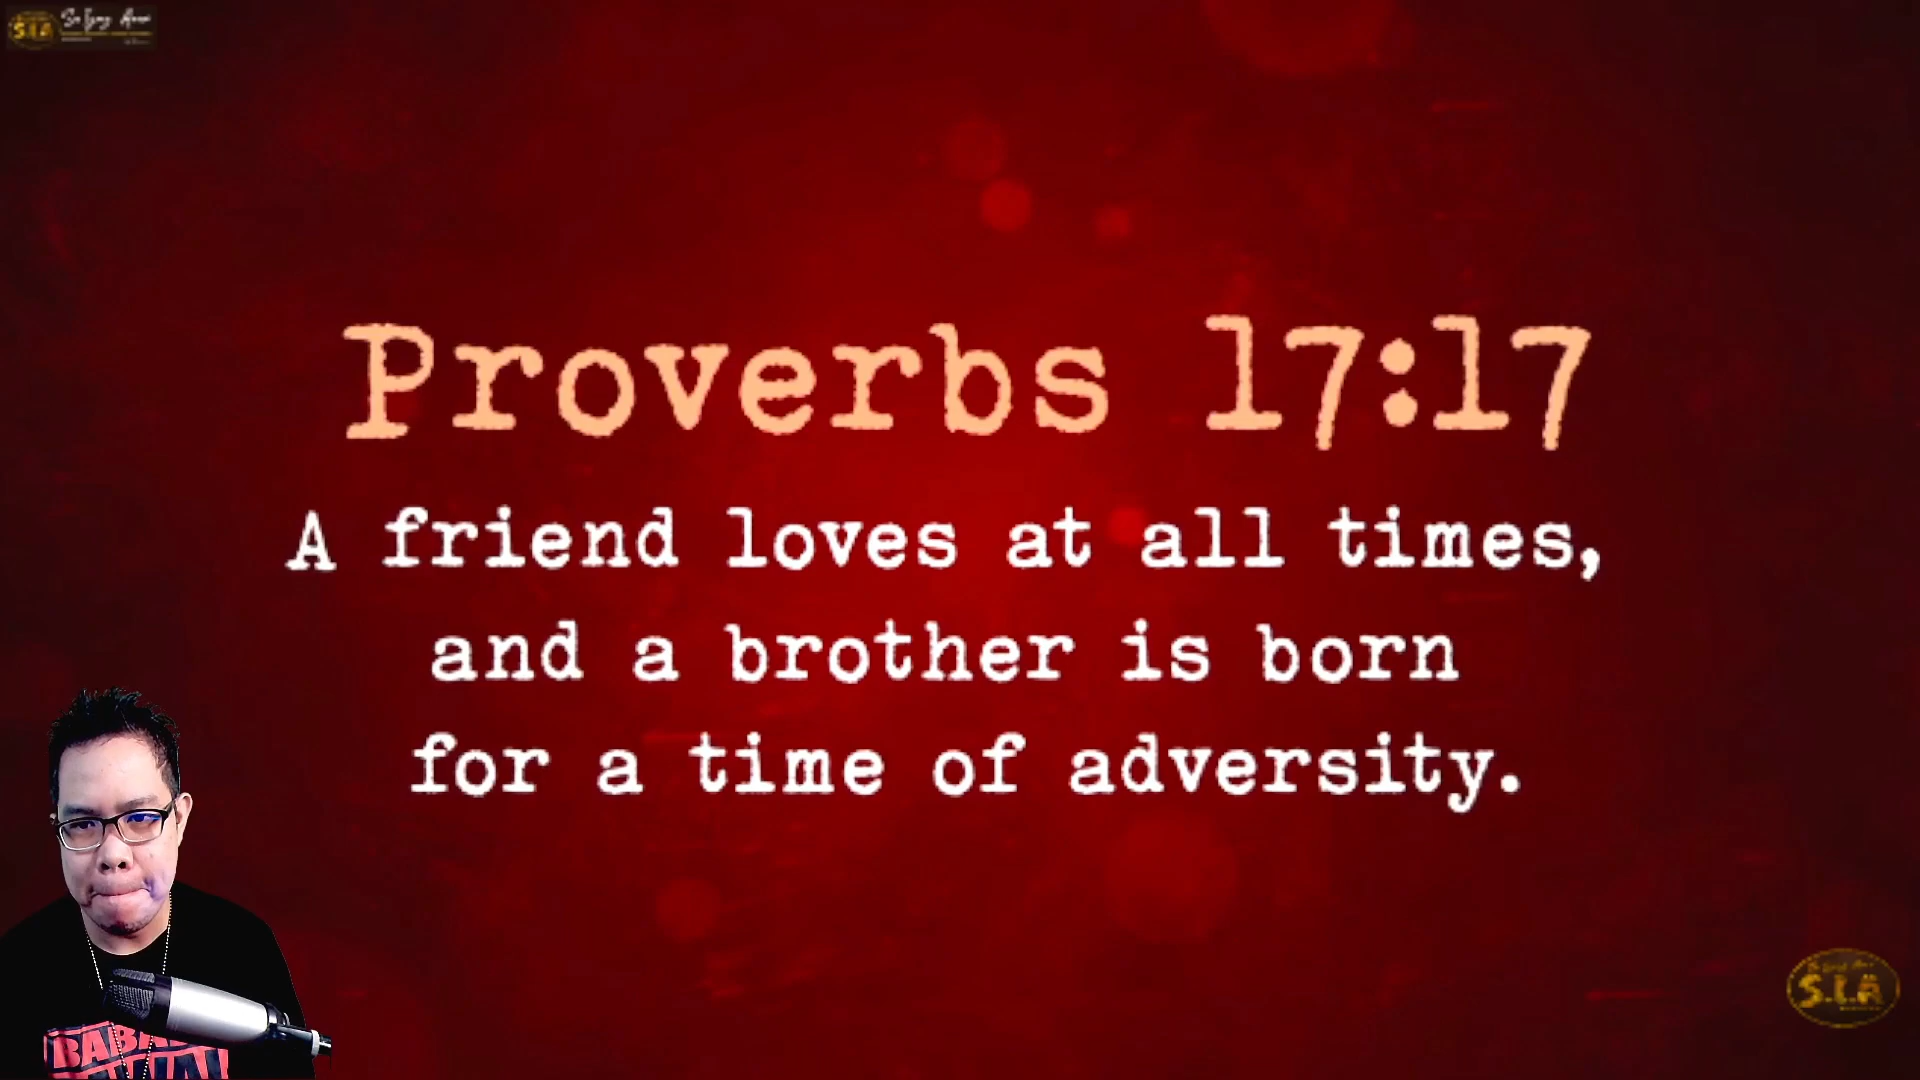 S.I.A
Proverbs 17:17
A friend loves at all times,
and a brother is born
for a time of adversity.
S.I.A